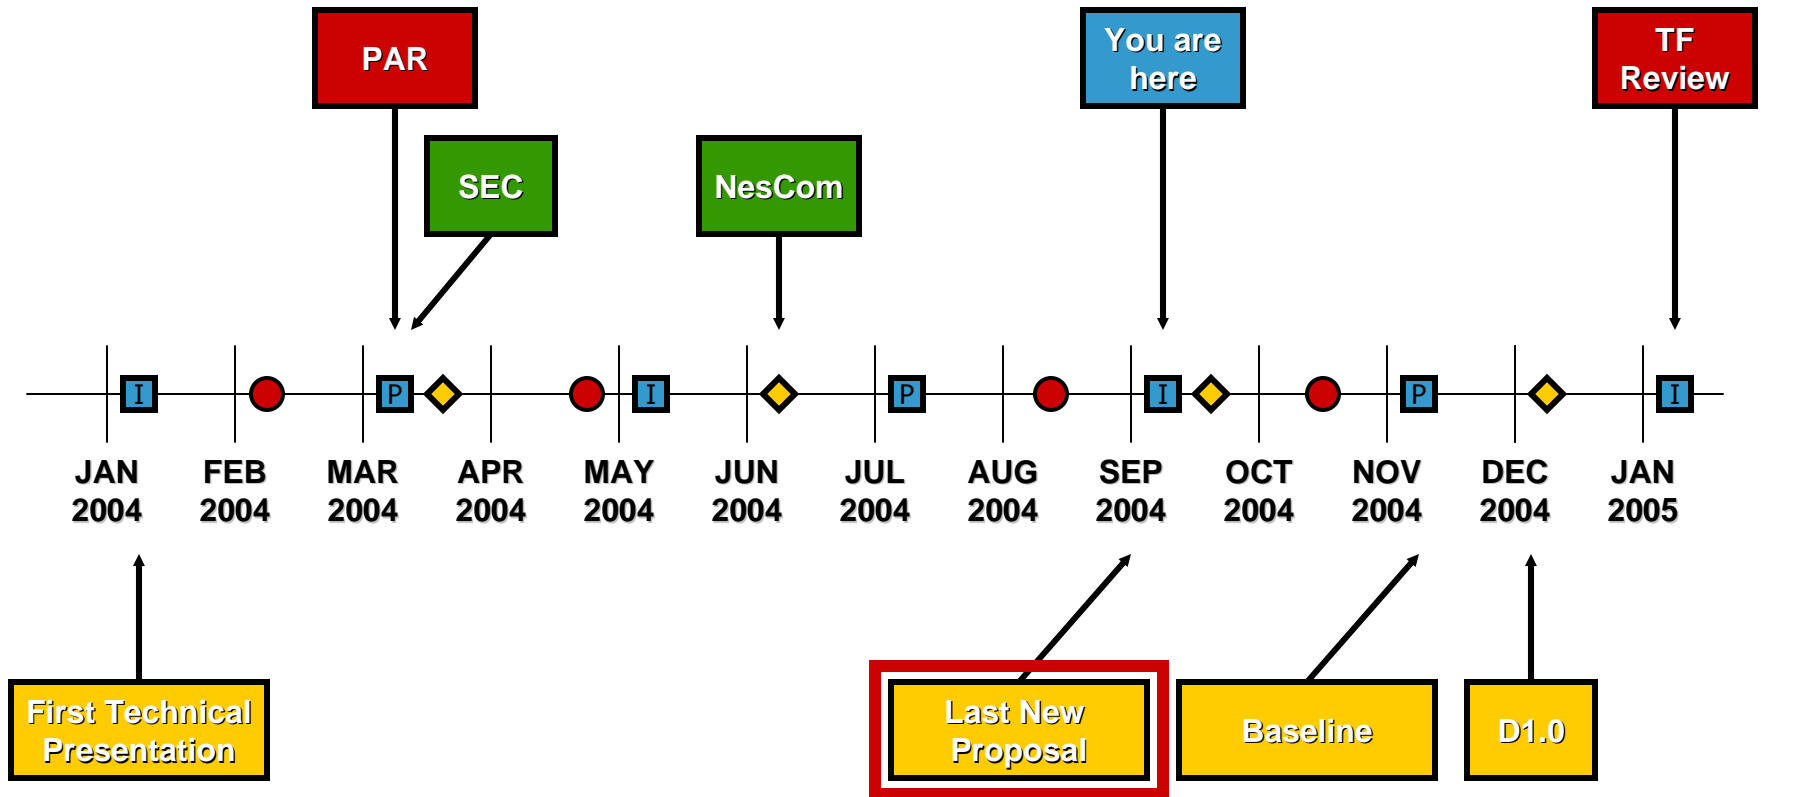 PAR
You are
here
TF
Review
SEC
NesCom
I
P
I
P
I
P
I
JAN
2004
FEB
2004
MAR
2004
APR
2004
MAY
2004
JUN
2004
JUL
2004
AUG
2004
SEP
2004
OCT
2004
NOV
2004
DEC
2004
JAN
2005
First Technical
Presentation
Last New
Proposal
Baseline
D1.0